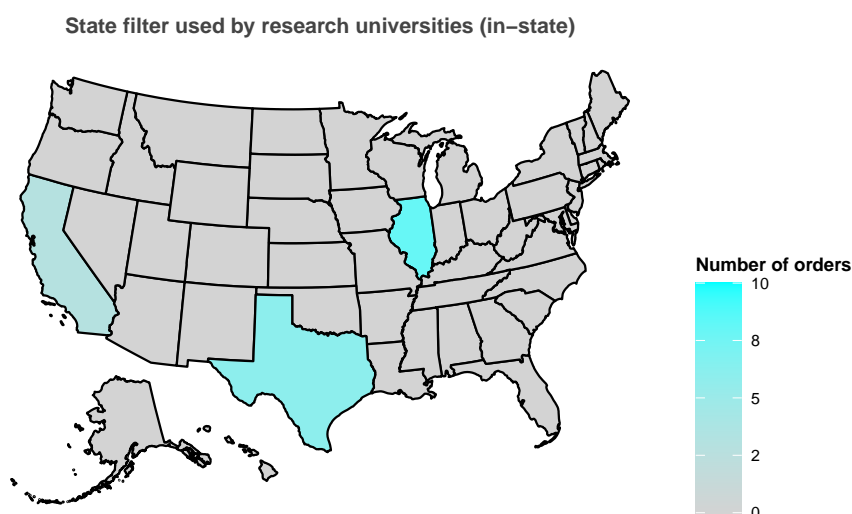 State filter used by research universities (in−state)
Number of orders
10
8
5
2
0